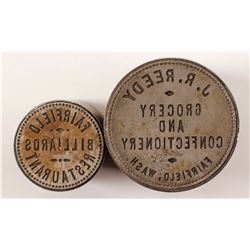 FAIRFIELD
BILLIARDS
RESTAURANT
J. R. REEDY
GROCERY
AND
CONFECTIONERY
FAIRFIELD, WASH